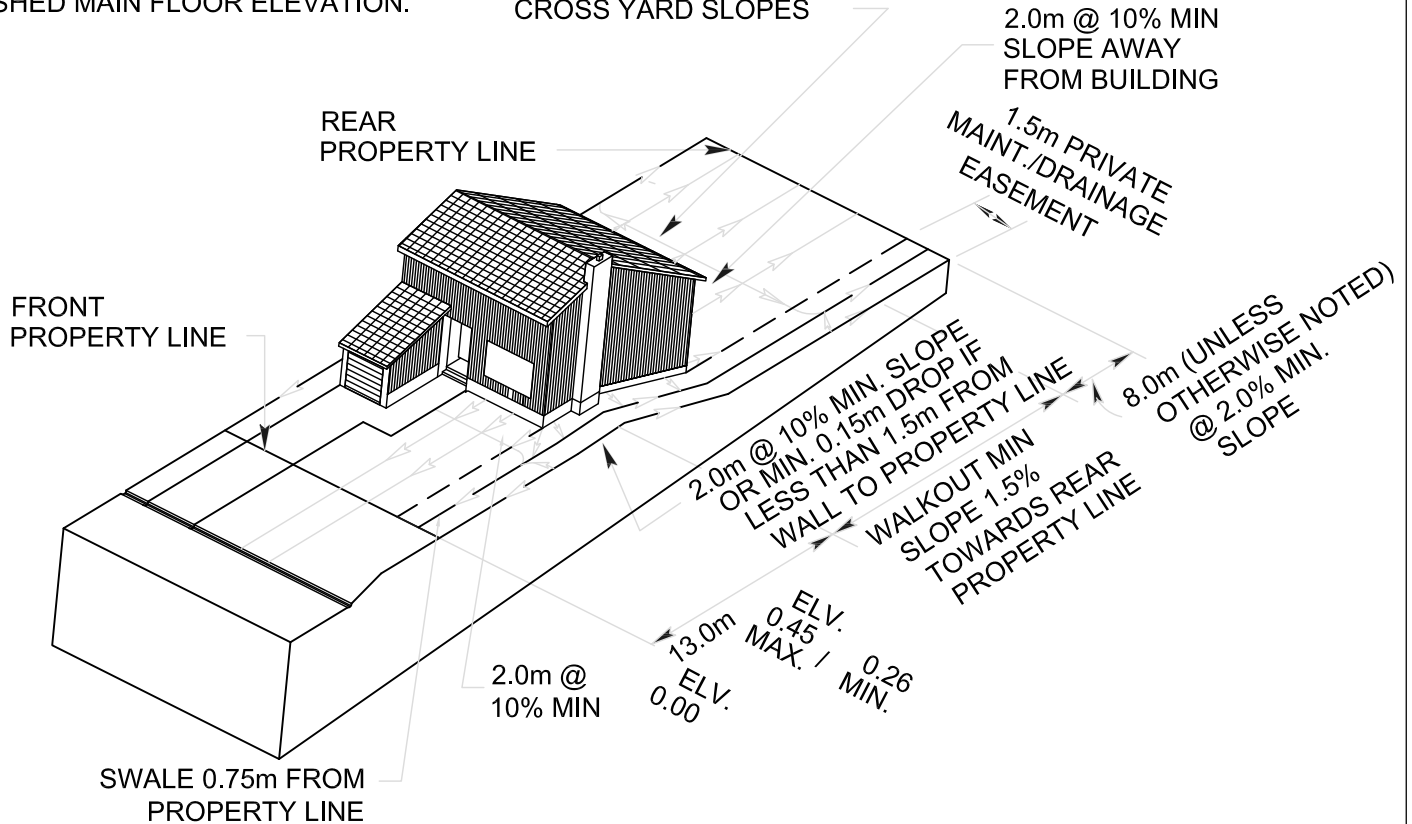 SHED MAIN FLOOR ELEVATION.
CROSS YARD SLOPES
2.0m @ 10% MIN
SLOPE AWAY
FROM BUILDING
REAR
PROPERTY LINE
1.5m PRIVATE
MAINT./DRAINAGE
EASEMENT
FRONT
PROPERTY LINE
8.0m (UNLESS
OTHERWISE NOTED)
@ 2.0% MIN.
SLOPE
2.0m @ 10% MIN. SLOPE
OR MIN. 0.15m DROP IF
LESS THAN 1.5m FROM
WALL TO PROPERTY LINE
WALKOUT MIN
SLOPE 1.5%
TOWARDS REAR
PROPERTY LINE
13.0m
ELV.
0.00
ELV.
0.45 0.26
MAX. / MIN.
2.0m @
10% MIN
SWALE 0.75m FROM
PROPERTY LINE